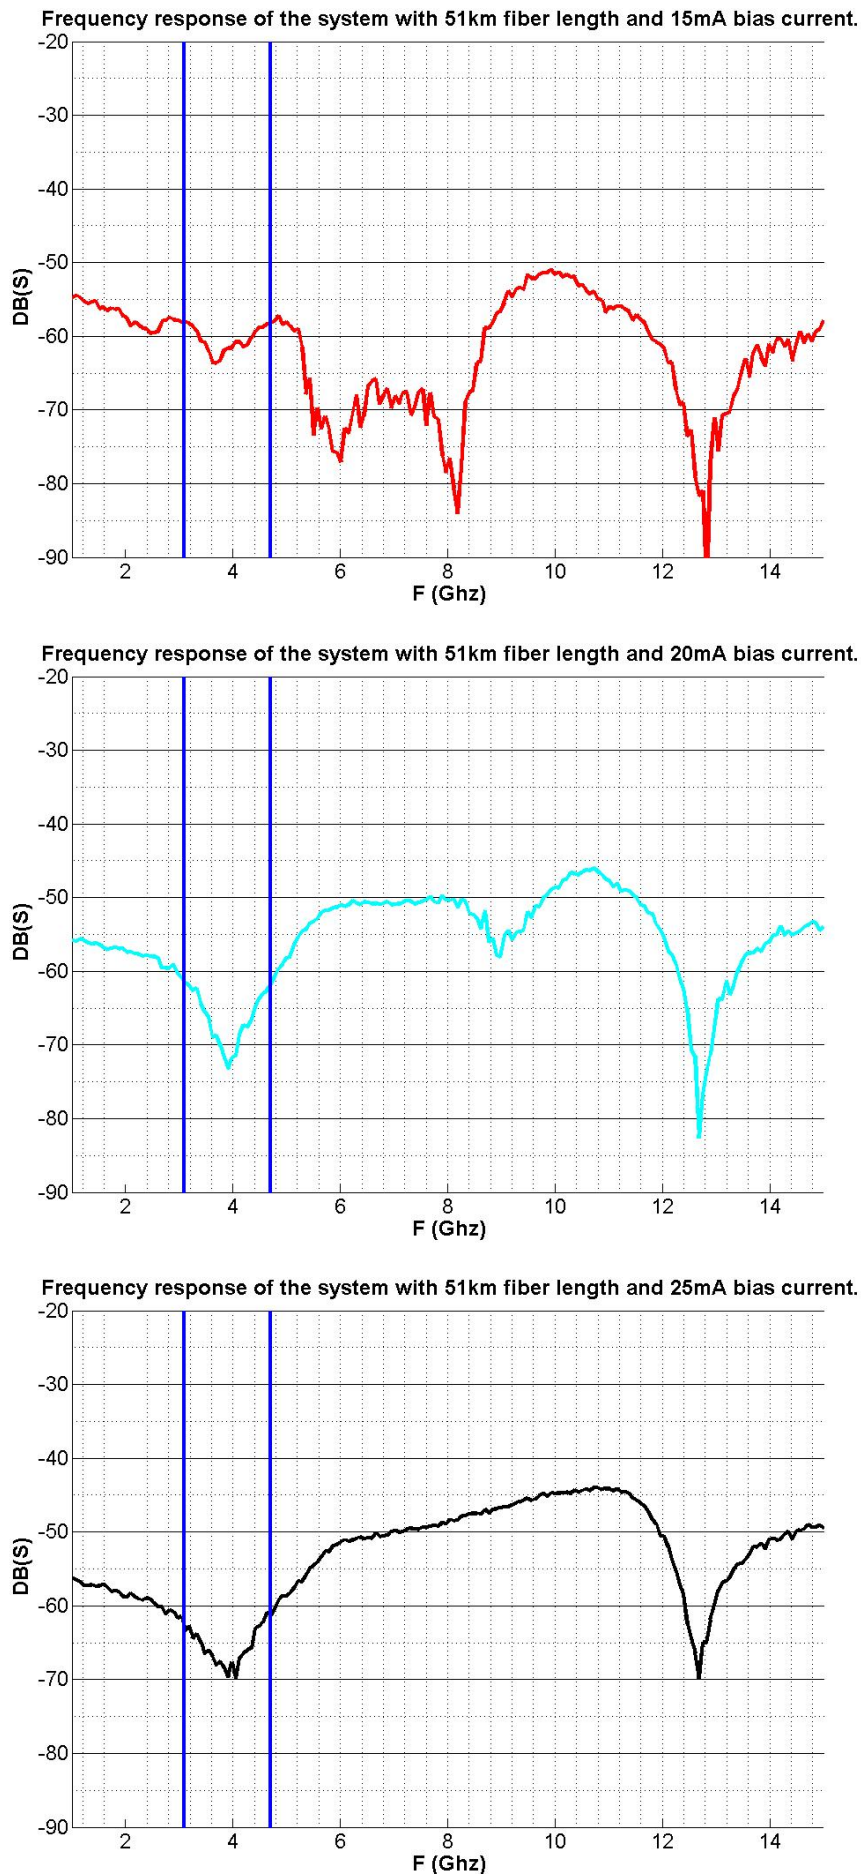 Frequency response of the system with 51km fiber length and 15mA bias current.
-20
-30
-40
-50
-60
-70
-80
-90
DB(S)
2 4 6 8 10 12 14
F (Ghz)
Frequency response of the system with 51km fiber length and 20mA bias current.
-20
-30
-40
-50
-60
-70
-80
-90
DB(S)
2 4 6 8 10 12 14
F (Ghz)
Frequency response of the system with 51km fiber length and 25mA bias current.
-20
-30
-40
-50
-60
-70
-80
-90
DB(S)
2 4 6 8 10 12 14
F (Ghz)